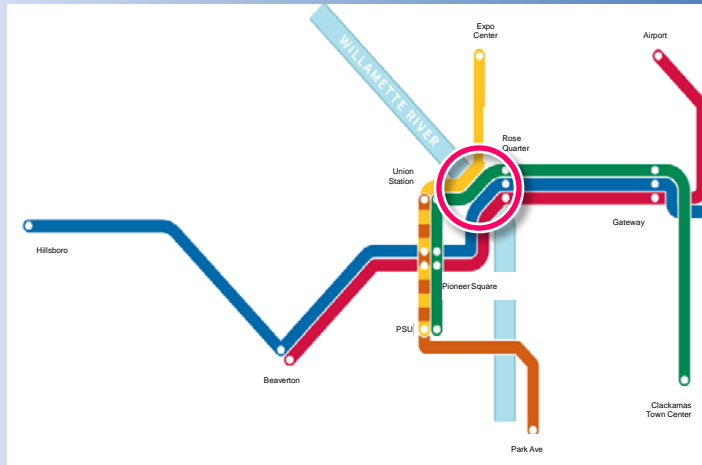 Expo
Center
Airport
WILLAMETTE RIVER
Rose
Quarter
Union
Station
Gateway
Hillsboro
Pioneer Square
PSU
Beaverton
Clackamas
Town Center
Park Ave